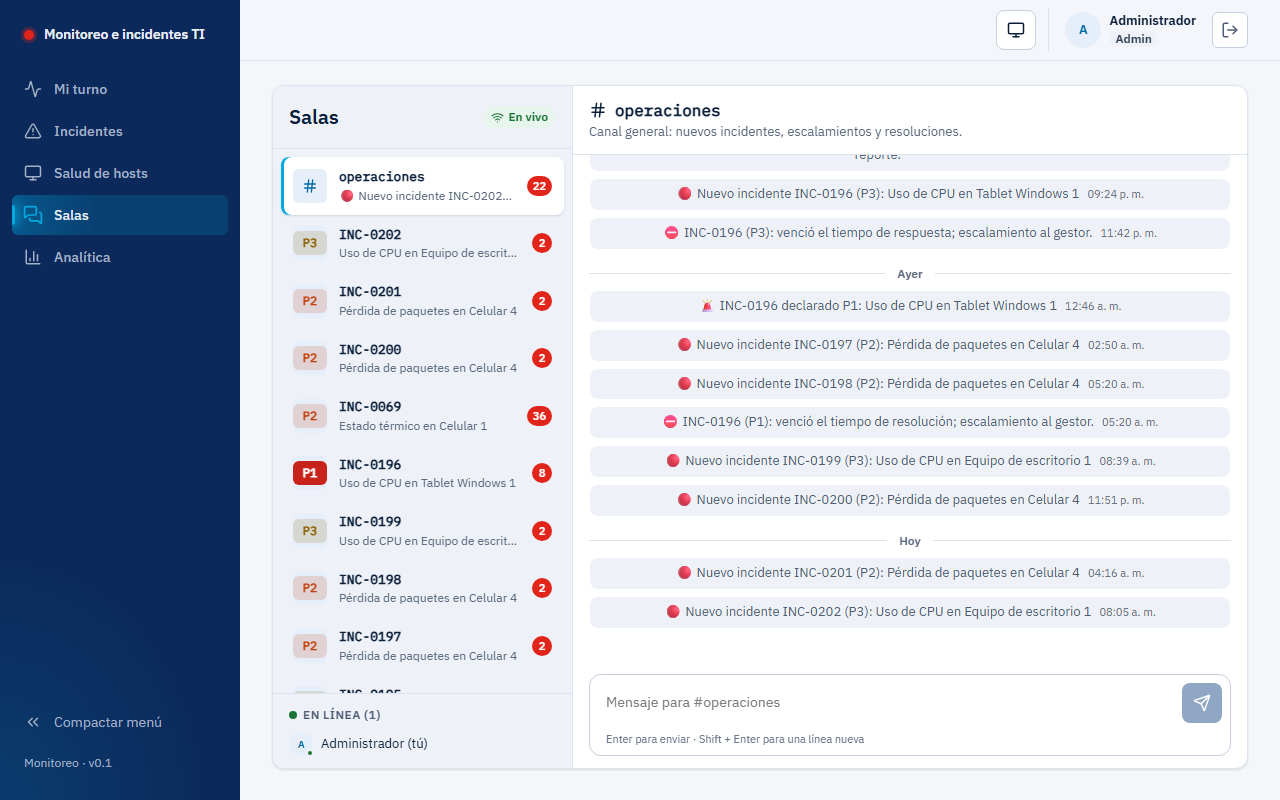 Monitoreo e incidentes TI
Mi turno
Incidentes
Salud de hosts
Salas
Analítica
Compactar menú
Monitoreo · v0.1
A
Administrador
Admin
Salas
En vivo
operaciones
Nuevo incidente INC-0202...
22
P3
INC-0202
Uso de CPU en Equipo de escrit...
2
P2
INC-0201
Pérdida de paquetes en Celular 4
2
P2
INC-0200
Pérdida de paquetes en Celular 4
2
P2
INC-0069
Estado térmico en Celular 1
36
P1
INC-0196
Uso de CPU en Tablet Windows 1
8
P3
INC-0199
Uso de CPU en Equipo de escrit...
2
P2
INC-0198
Pérdida de paquetes en Celular 4
2
P2
INC-0197
Pérdida de paquetes en Celular 4
2
EN LÍNEA (1)
A
Administrador (tú)
# operaciones
Canal general: nuevos incidentes, escalamientos y resoluciones.
reporte.
Nuevo incidente INC-0196 (P3): Uso de CPU en Tablet Windows 1 09:24 p. m.
INC-0196 (P3): venció el tiempo de respuesta; escalamiento al gestor. 11:42 p. m.
Ayer
INC-0196 declarado P1: Uso de CPU en Tablet Windows 1 12:46 a. m.
Nuevo incidente INC-0197 (P2): Pérdida de paquetes en Celular 4 02:50 a. m.
Nuevo incidente INC-0198 (P2): Pérdida de paquetes en Celular 4 05:20 a. m.
INC-0196 (P1): venció el tiempo de resolución; escalamiento al gestor. 05:20 a. m.
Nuevo incidente INC-0199 (P3): Uso de CPU en Equipo de escritorio 1 08:39 a. m.
Nuevo incidente INC-0200 (P2): Pérdida de paquetes en Celular 4 11:51 p. m.
Hoy
Nuevo incidente INC-0201 (P2): Pérdida de paquetes en Celular 4 04:16 a. m.
Nuevo incidente INC-0202 (P3): Uso de CPU en Equipo de escritorio 1 08:05 a. m.
Mensaje para #operaciones
Enter para enviar · Shift + Enter para una línea nueva